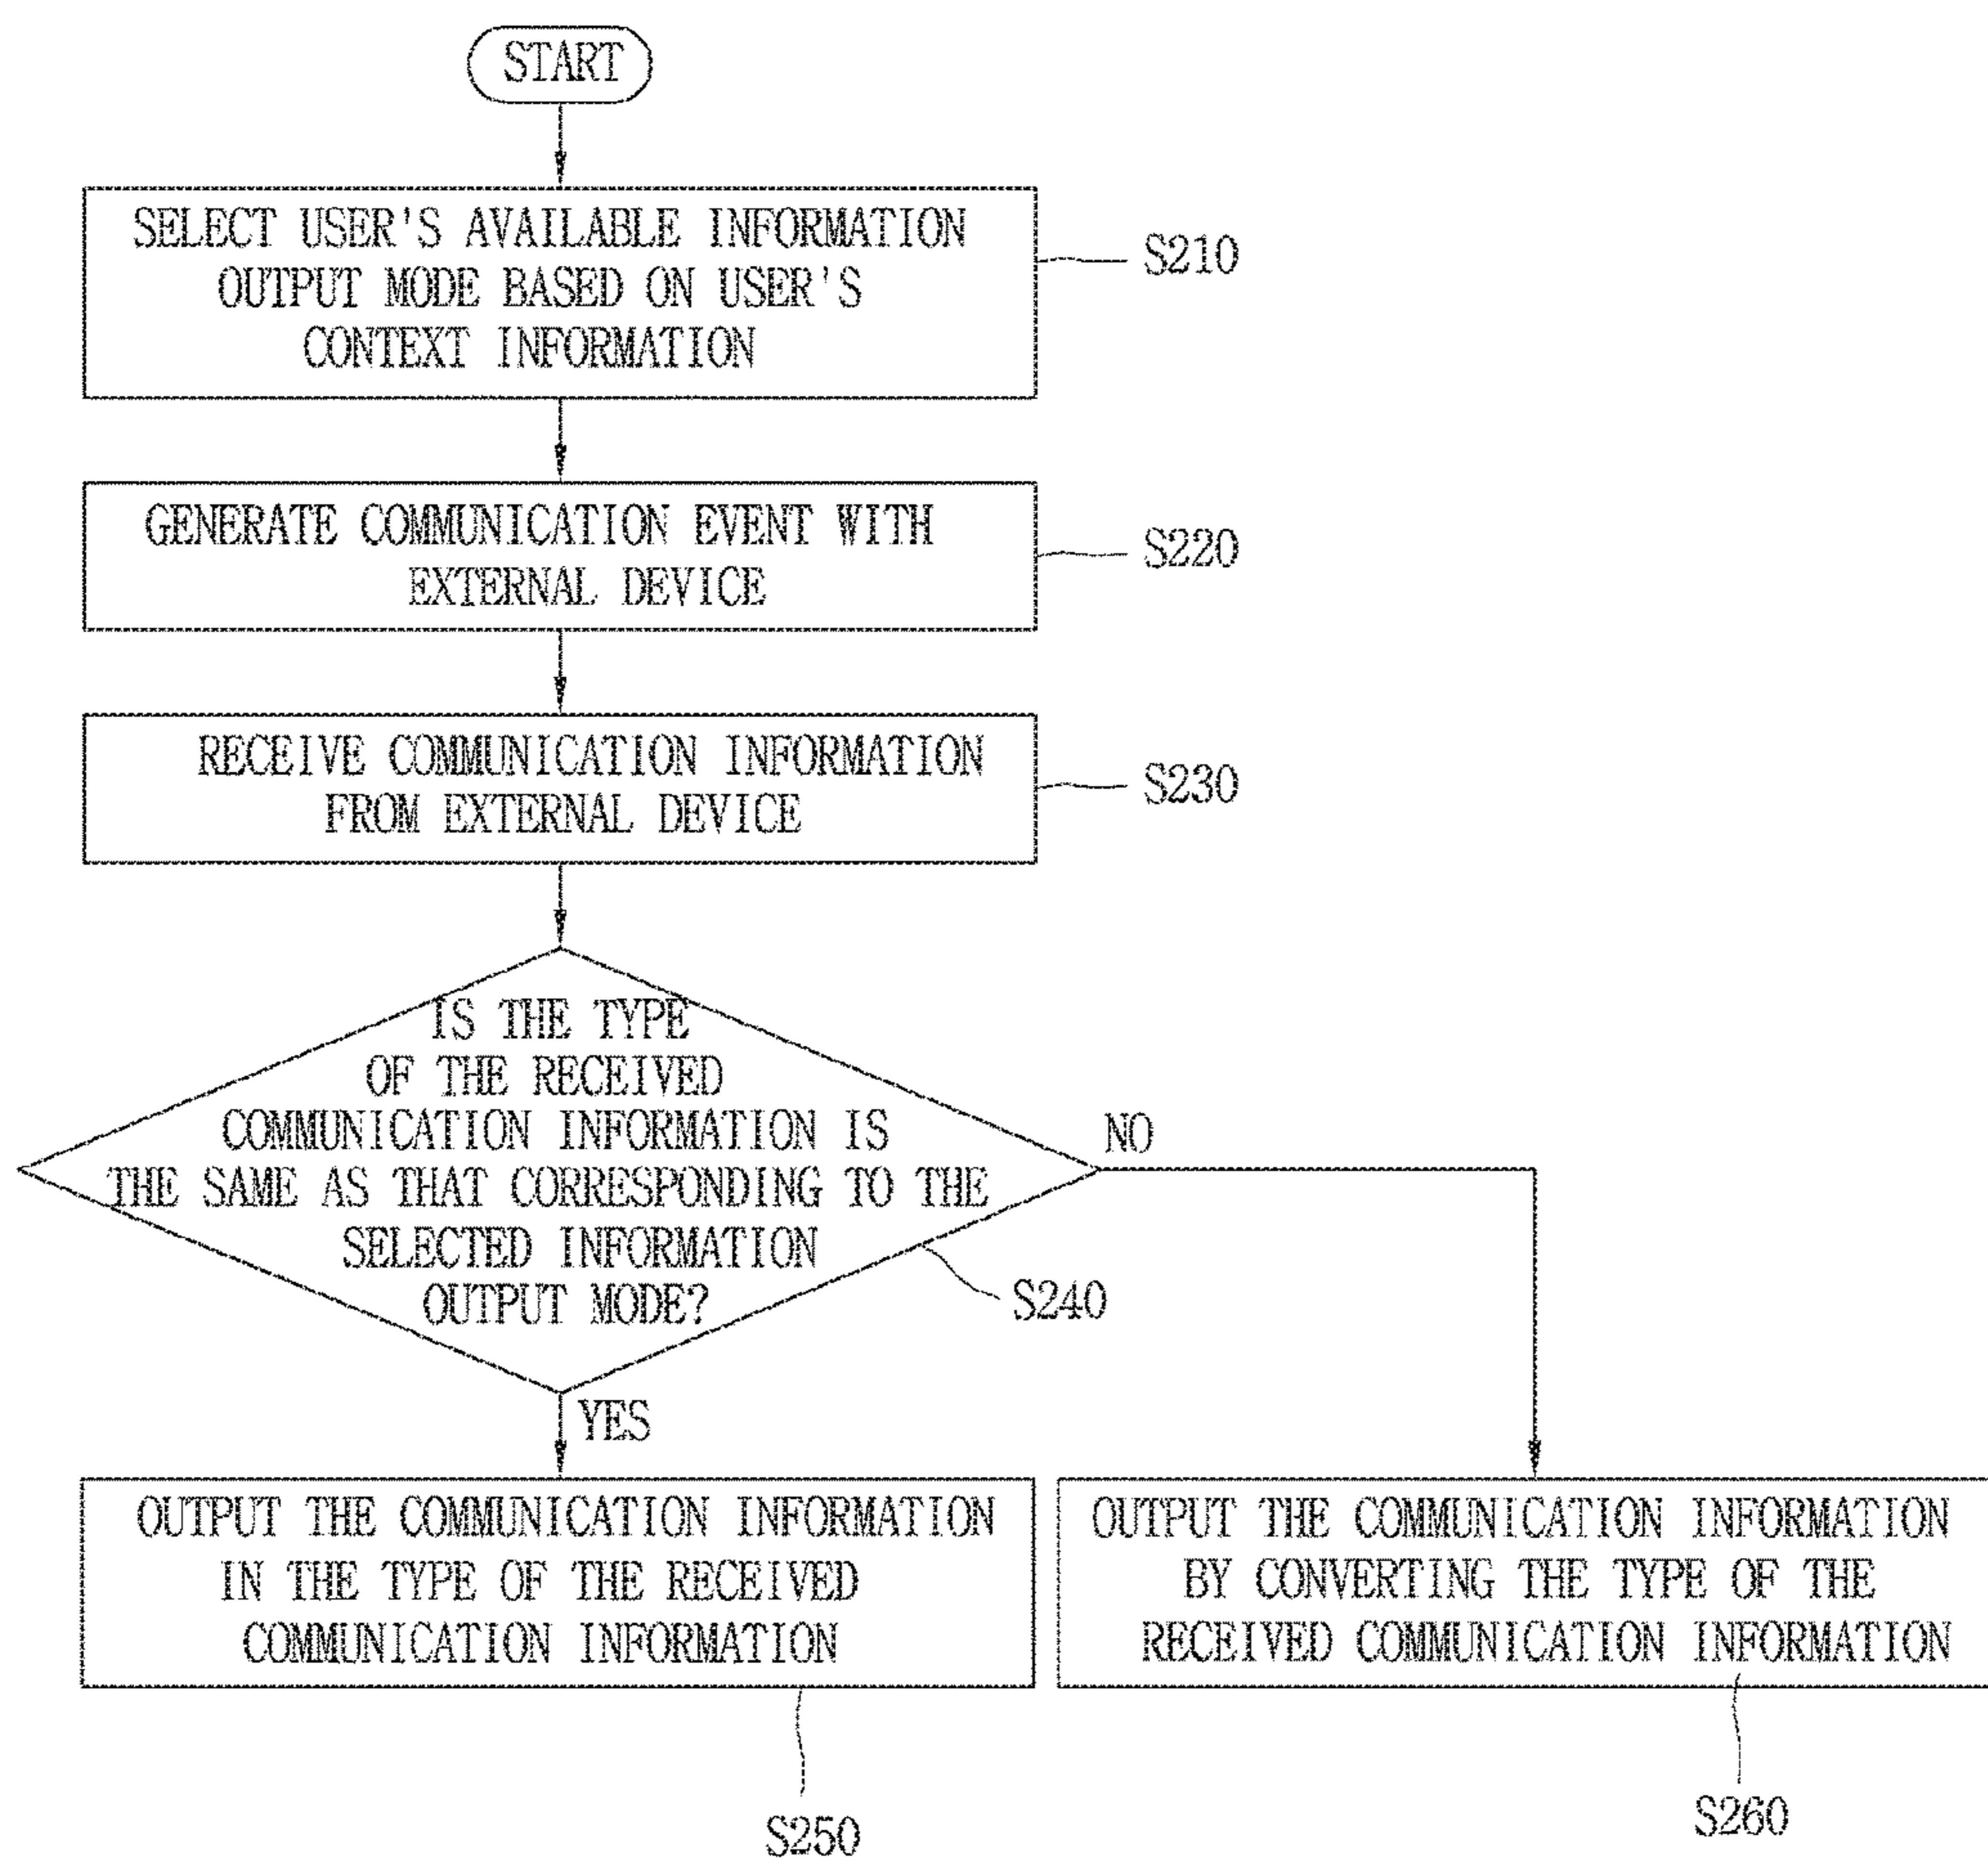 START
SELECT USER'S AVAILABLE INFORMATION
OUTPUT MODE BASED ON USER'S
CONTEXT INFORMATION
S210
GENERATE COMMUNICATION EVENT WITH
EXTERNAL DEVICE
S220
RECEIVE COMMUNICATION INFORMATION
FROM EXTERNAL DEVICE
S230
IS THE TYPE
OF THE RECEIVED
COMMUNICATION INFORMATION IS
THE SAME AS THAT CORRESPONDING TO THE
SELECTED INFORMATION
OUTPUT MODE?
NO
S240
YES
OUTPUT THE COMMUNICATION INFORMATION
IN THE TYPE OF THE RECEIVED
COMMUNICATION INFORMATION
S250
OUTPUT THE COMMUNICATION INFORMATION
BY CONVERTING THE TYPE OF THE
RECEIVED COMMUNICATION INFORMATION
S260